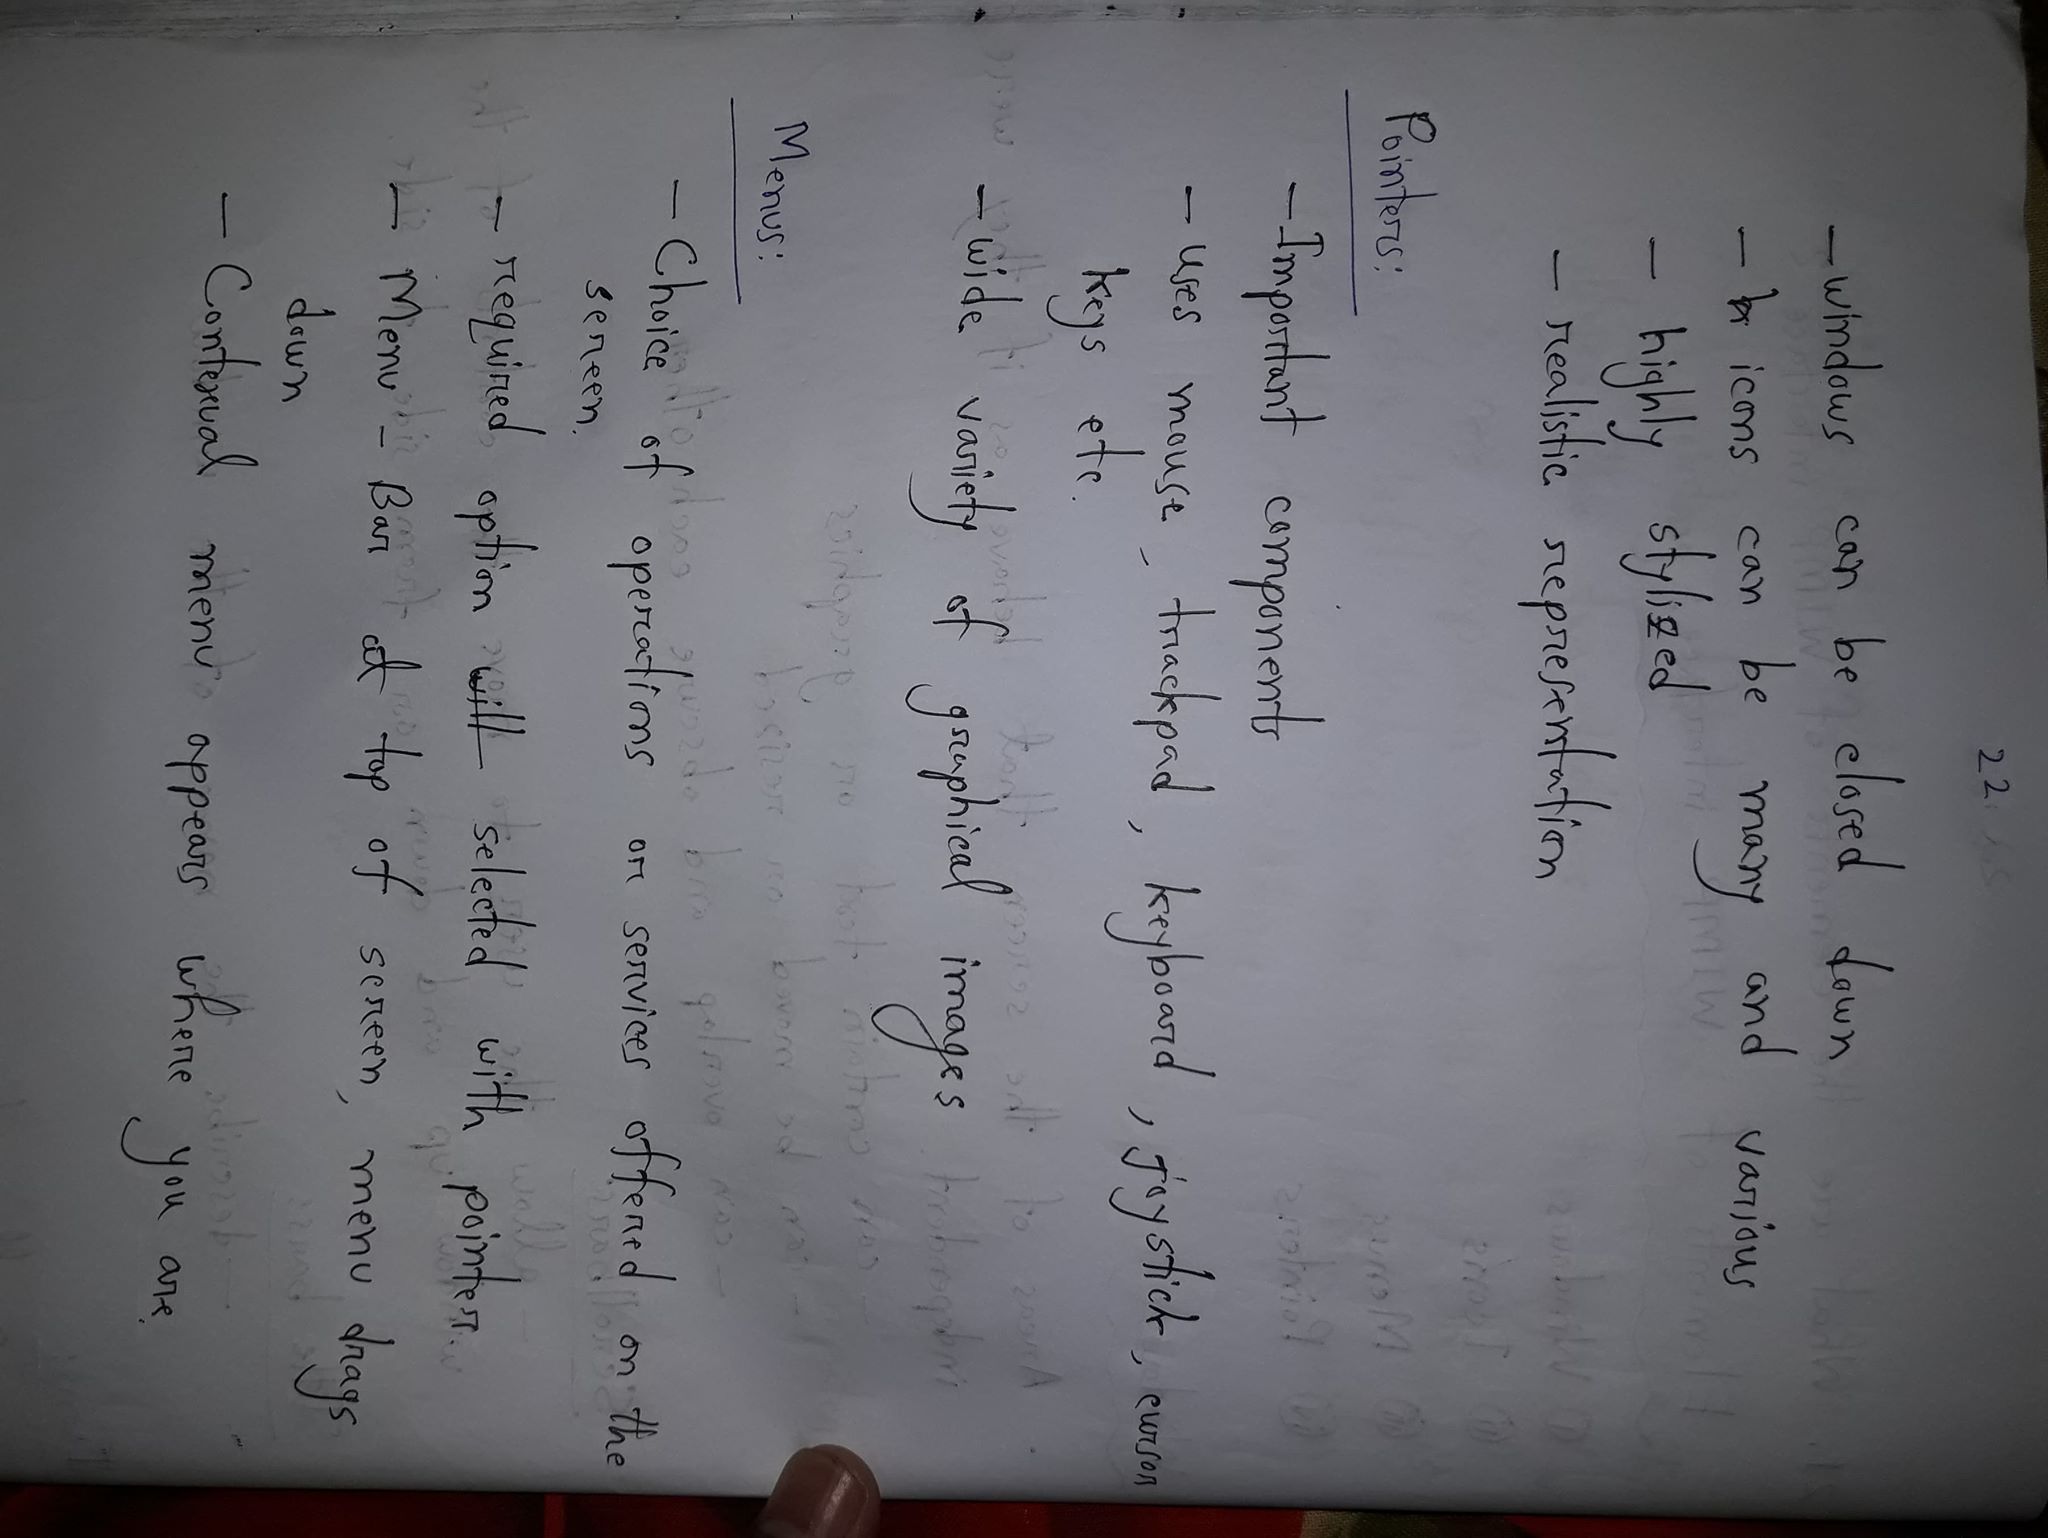 22
- windows can be closed down
- icons can be many and various
- highly stylized
- realistic representation
Pointers:
- Important components
- uses mouse, trackpad, keyboard, joystick, cursor
keys etc.
- wide variety of graphical images
Menus:
- Choice of operations or services offered on the
screen.
- required option will selected with pointer.
- Menu - Bar at top of screen, menu drags
down
- Contexual menu appears where you are.